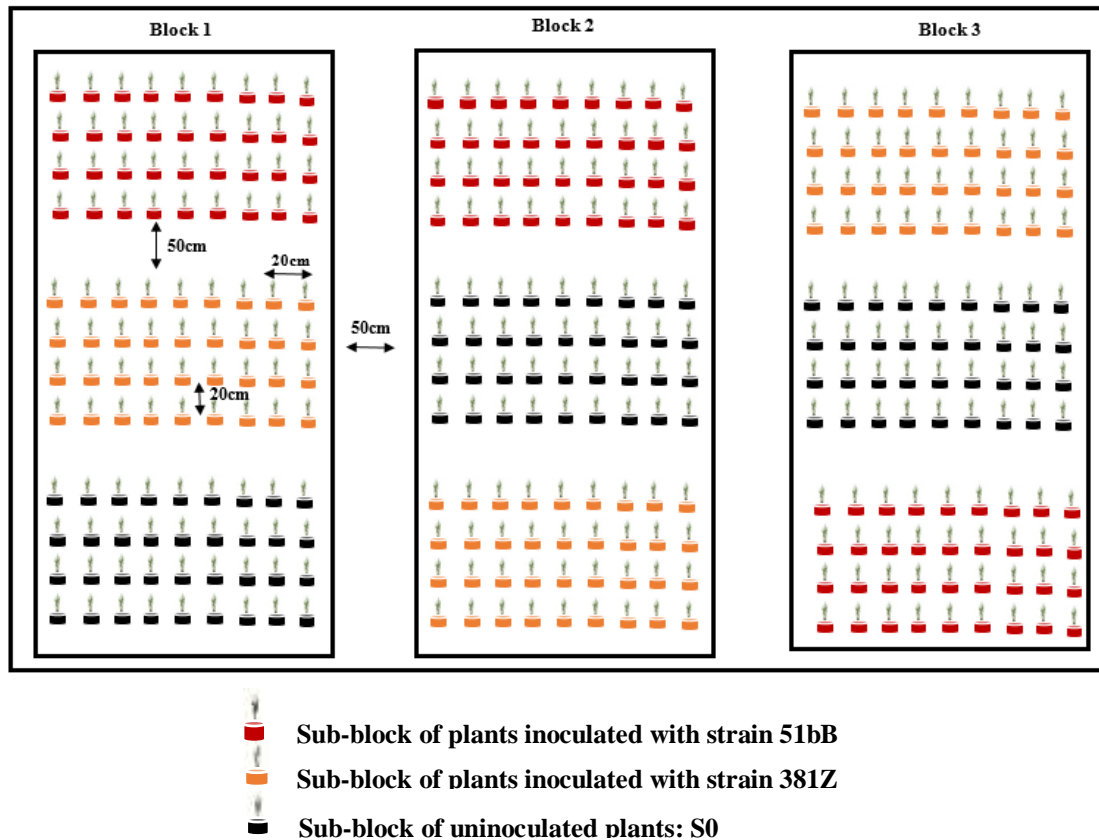 Block 1
Block 2
Block 3
50cm
20cm
50cm
20cm
Sub-block of plants inoculated with strain 51bB
Sub-block of plants inoculated with strain 381Z
Sub-block of uninoculated plants: S0